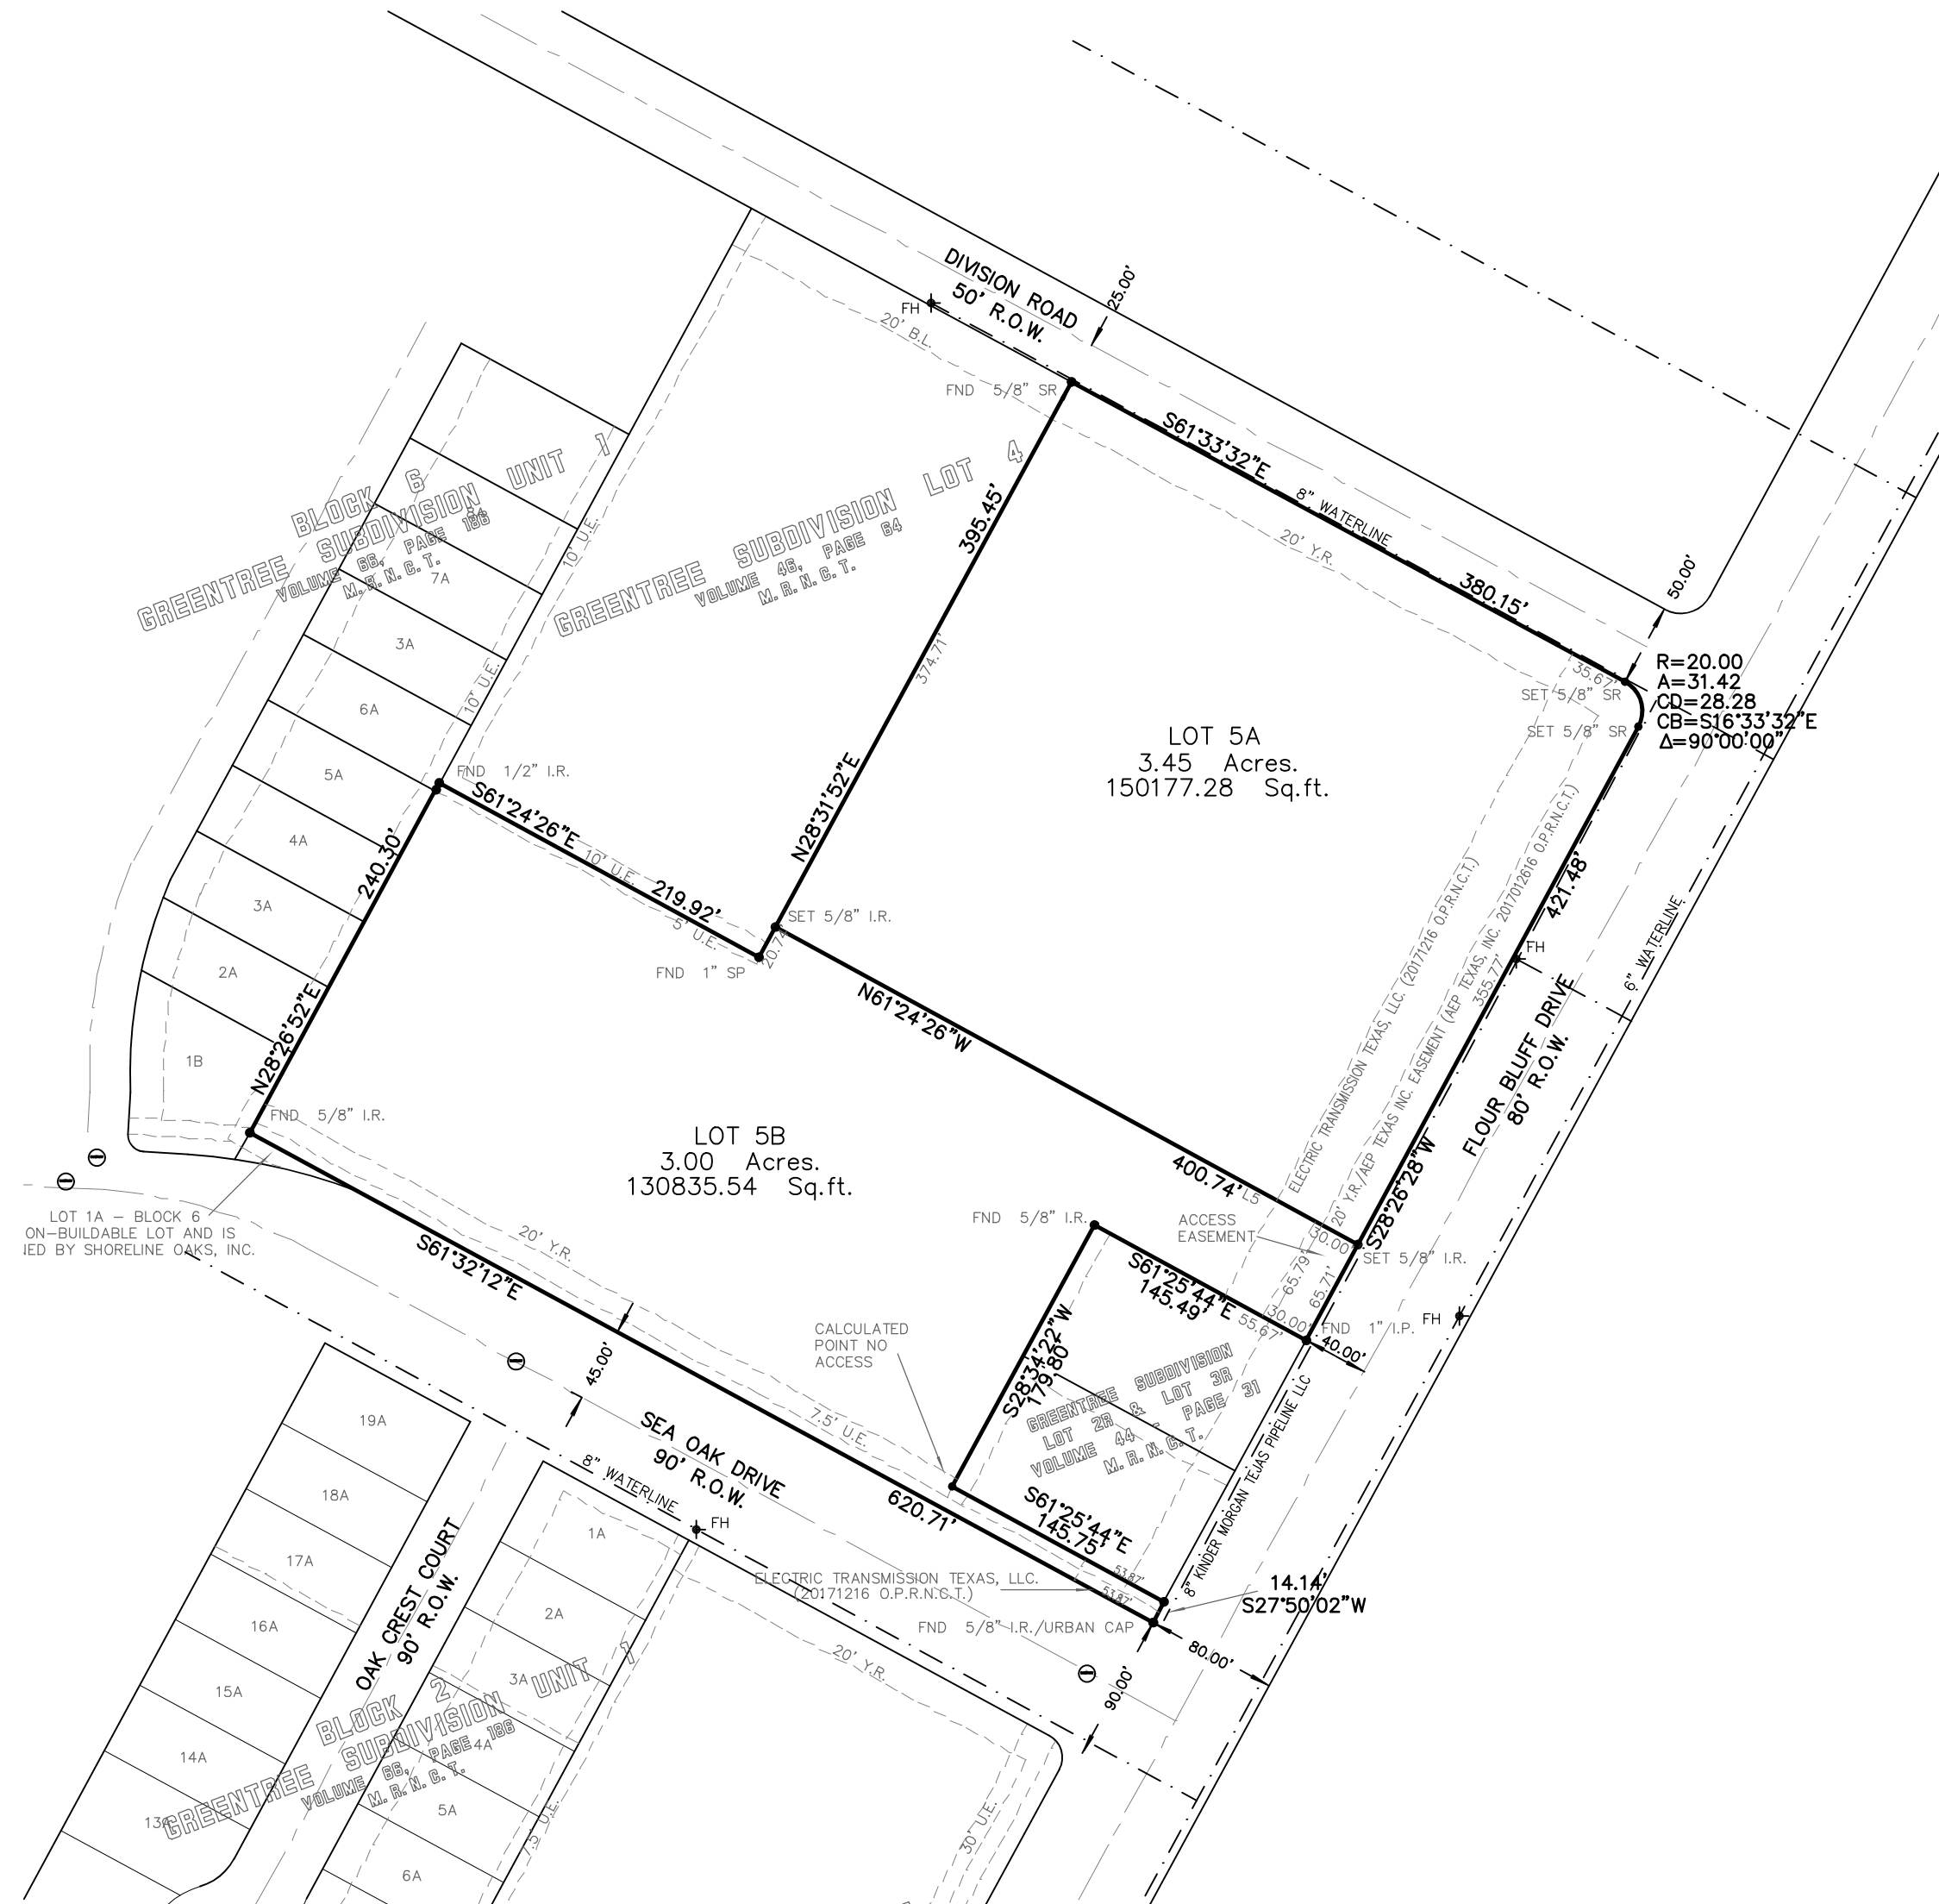 DIVISION ROAD
50' R.O.W.
25.00'
FH
20' B.L.
FND 5/8" SR
S61°33'32"E
8" WATERLINE
20' Y.R.
380.15'
50.00'
35.67'
SET 5/8" SR
SET 5/8" SR
R=20.00
A=31.42
CD=28.28
CB=S16°33'32"E
Δ=90°00'00"
BLOCK 6
GREENTREE SUBDIVISION UNIT 1
VOLUME 66, PAGE 186
M. R. N. C. T.
GREENTREE SUBDIVISION LOT 4
VOLUME 46, PAGE 64
M. R. N. C. T.
10' U.E.
10' U.E.
7A
3A
6A
5A
4A
3A
2A
1B
395.45'
374.71'
N28°31'52"E
LOT 5A
3.45 Acres.
150177.28 Sq.ft.
FND 1/2" I.R.
S61°24'26"E
219.92'
10' U.E.
5' U.E.
FND 1" SP
20.74'
SET 5/8" I.R.
240.30'
N28°26'52"E
FND 5/8" I.R.
N61°24'26"W
400.74'
L5
ELECTRIC TRANSMISSION TEXAS, LLC. (20171216 O.P.R.N.C.T.)
20' Y.R./AEP TEXAS INC. EASEMENT (AEP TEXAS, INC. 2017012616 O.P.R.N.C.T.)
355.77'
421.48'
FH
6" WATERLINE
FLOUR BLUFF DRIVE
80' R.O.W.
S28°26'28"W
LOT 5B
3.00 Acres.
130835.54 Sq.ft.
LOT 1A – BLOCK 6
ON-BUILDABLE LOT AND IS
ED BY SHORELINE OAKS, INC.
S61°32'12"E
20' Y.R.
620.71'
7.5' U.E.
FND 5/8" I.R.
ACCESS
EASEMENT
30.00'
SET 5/8" I.R.
65.79'
65.71'
S61°25'44"E
145.49'
55.67'
30.00'
FND 1" I.P.
40.00'
FH
S28°34'22"W
179.80'
GREENTREE SUBDIVISION
LOT 2R & LOT 3R
VOLUME 44 - PAGE 31
M. R. N. C. T.
8" KINDER MORGAN TEJAS PIPELINE LLC
CALCULATED
POINT NO
ACCESS
45.00'
SEA OAK DRIVE
90' R.O.W.
8" WATERLINE
FH
S61°25'44"E
145.75'
53.87'
53.87'
ELECTRIC TRANSMISSION TEXAS, LLC.
(20171216 O.P.R.N.C.T.)
14.14'
S27°50'02"W
FND 5/8" I.R./URBAN CAP
80.00'
90.00'
20' Y.R.
30' U.E.
OAK CREST COURT
90' R.O.W.
19A
18A
17A
16A
15A
14A
1A
2A
3A
4A
5A
6A
BLOCK 2
GREENTREE SUBDIVISION UNIT 1
VOLUME 66, PAGE 186
M. R. N. C. T.
7.5' U.E.